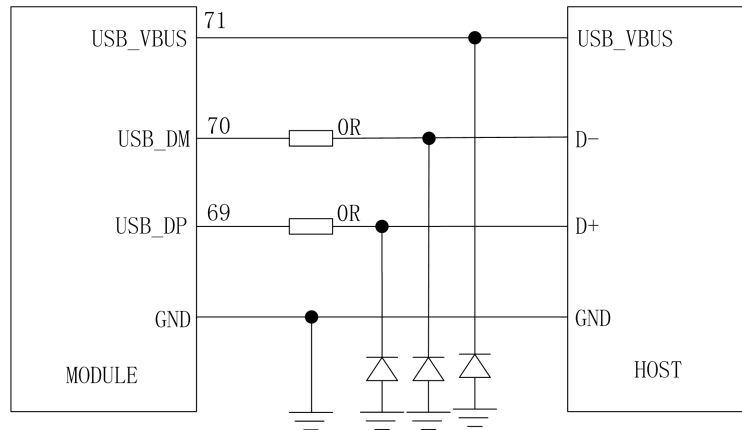 71
USB_VBUS USB_VBUS
70 0R
USB_DM D-
69 0R
USB_DP D+
GND GND
MODULE HOST